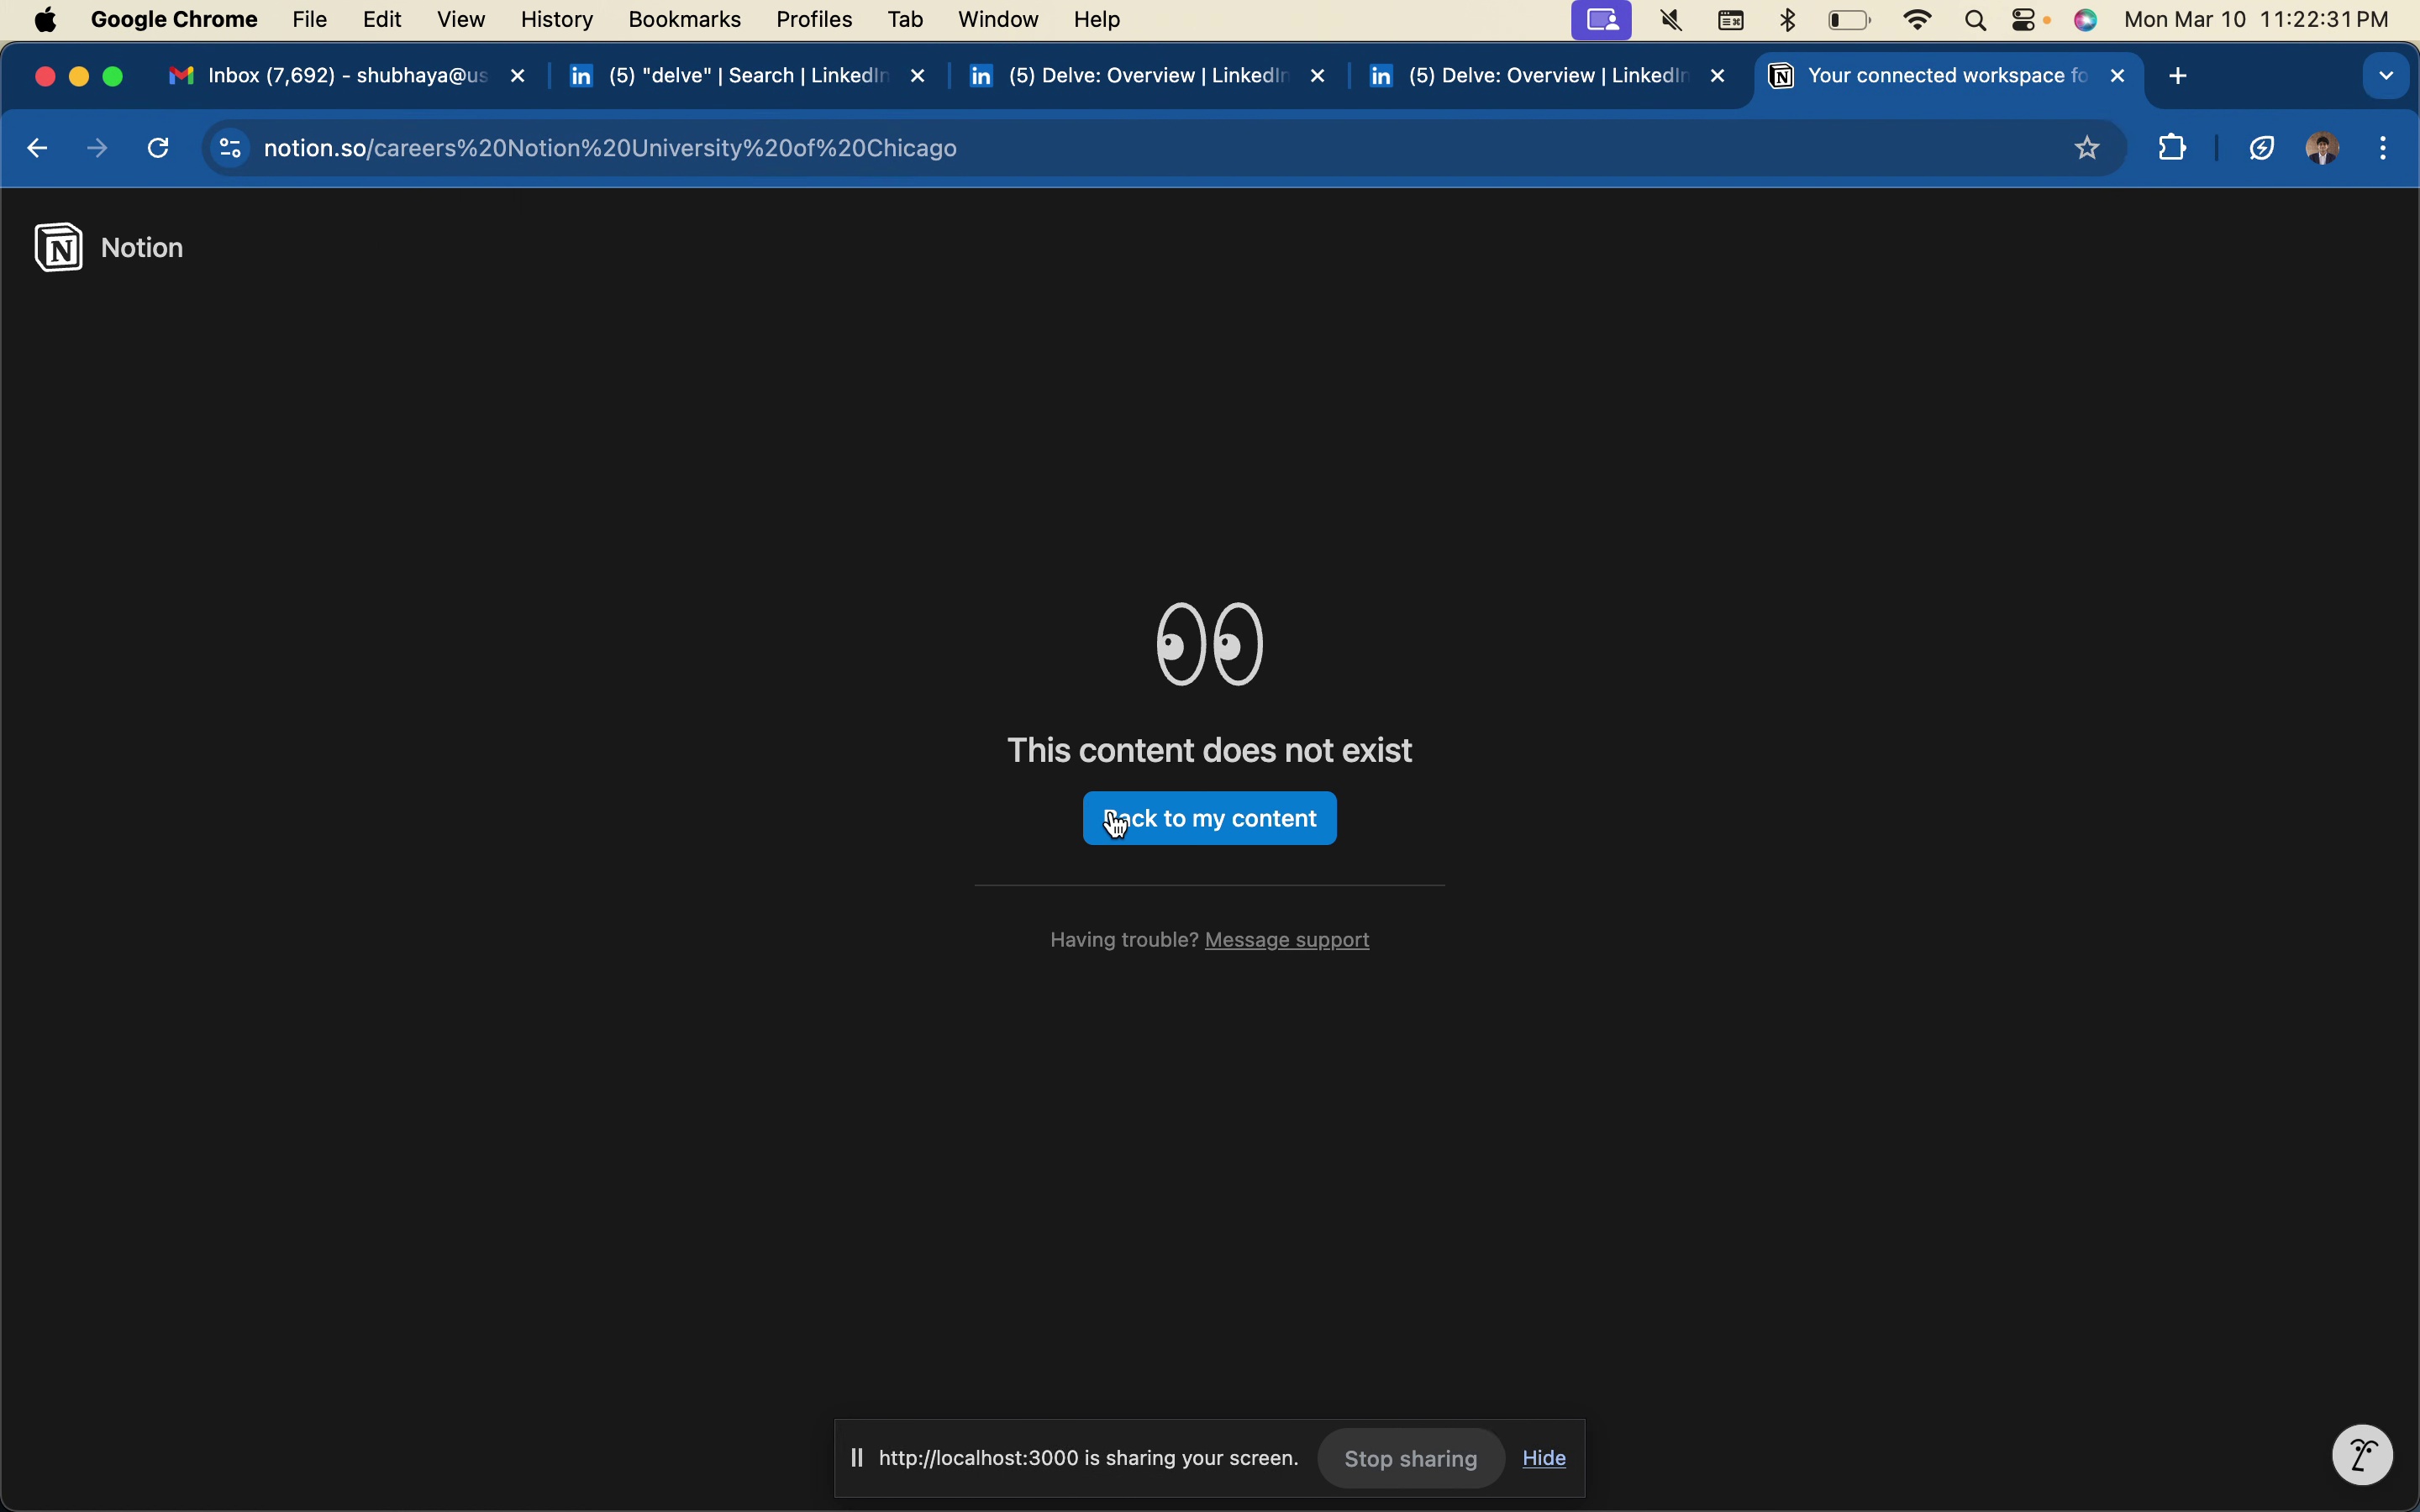 Google Chrome File Edit View History Bookmarks Profiles Tab Window Help Mon Mar 10 11:22:31 PM
Inbox (7,692) - shubhaya@us (5) "delve" | Search | LinkedIn (5) Delve: Overview | LinkedIn (5) Delve: Overview | LinkedIn Your connected workspace fo
notion.so/careers%20Notion%20University%20of%20Chicago
Notion
This content does not exist
Back to my content
Having trouble? Message support
http://localhost:3000 is sharing your screen. Stop sharing Hide